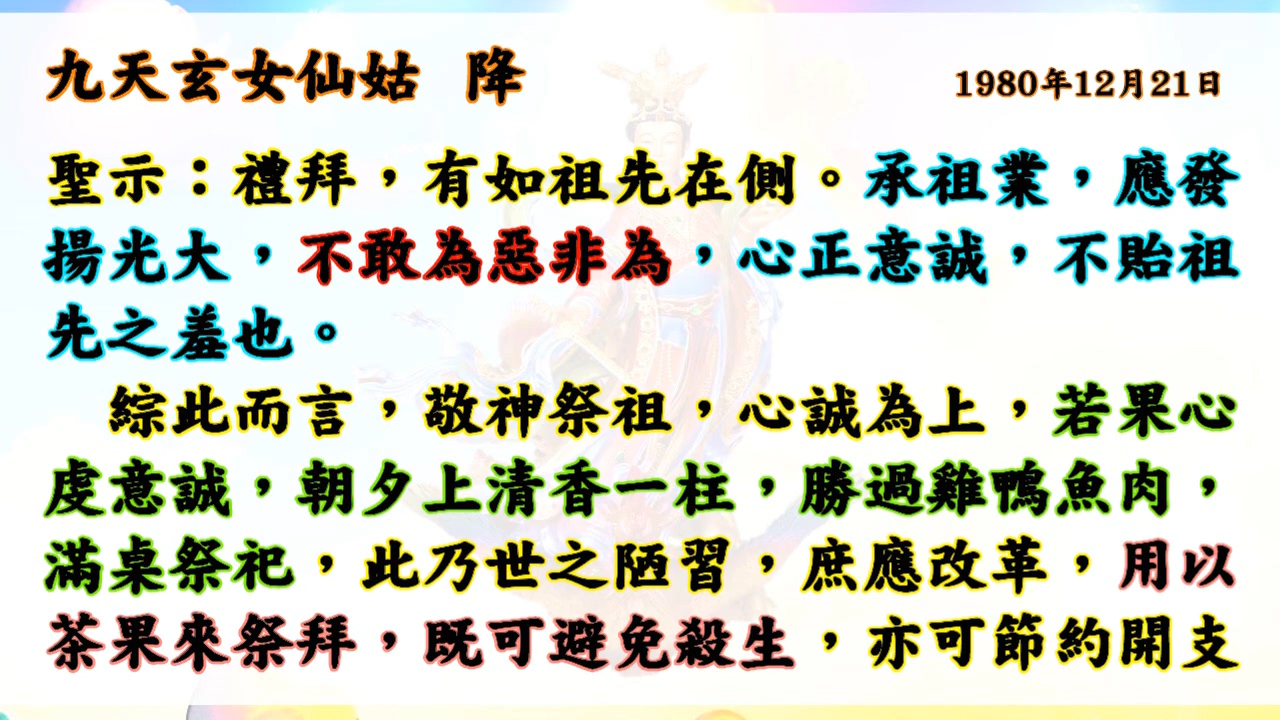 九天玄女仙姑 降
1980年12月21日
聖示：禮拜，有如祖先在側。承祖業，應發
揚光大，不敢為惡非為，心正意誠，不貽祖
先之羞也。
綜此而言，敬神祭祖，心誠為上，若果心
虔意誠，朝夕上清香一柱，勝過雞鴨魚肉，
滿桌祭祀，此乃世之陋習，庶應改革，用以
茶果來祭拜，既可避免殺生，亦可節約開支